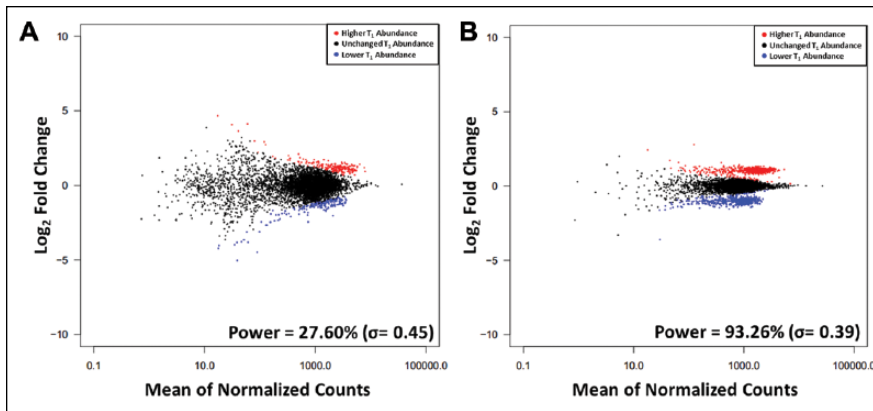 A
Higher T₁ Abundance
Unchanged T₁ Abundance
Lower T₁ Abundance
10
5
0
−5
−10
Log₂ Fold Change
Power = 27.60% (σ= 0.45)
0.1
10.0
1000.0
100000.0
Mean of Normalized Counts
B
Higher T₁ Abundance
Unchanged T₁ Abundance
Lower T₁ Abundance
10
5
0
−5
−10
Log₂ Fold Change
Power = 93.26% (σ= 0.39)
0.1
10.0
1000.0
100000.0
Mean of Normalized Counts